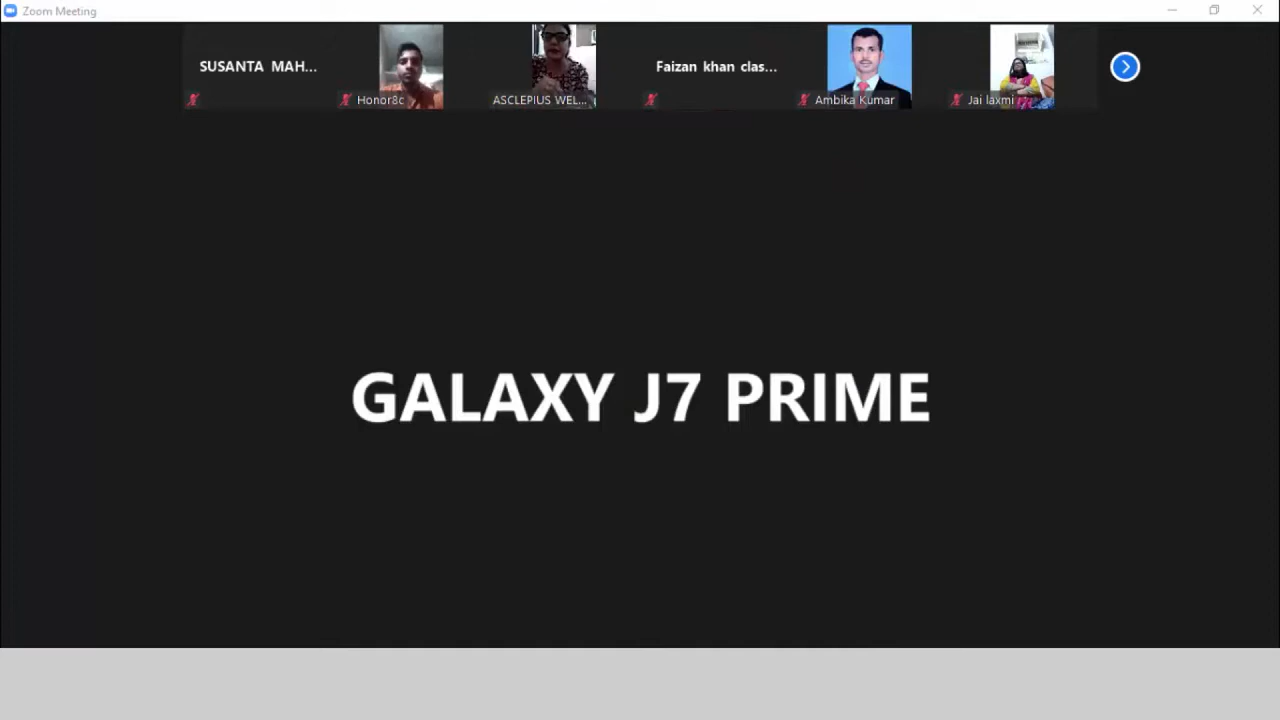 Zoom Meeting
SUSANTA MAH...
Honor8c
ASCLEPIUS WEL...
Faizan khan clas...
Ambika Kumar
Jai laxmi
GALAXY J7 PRIME